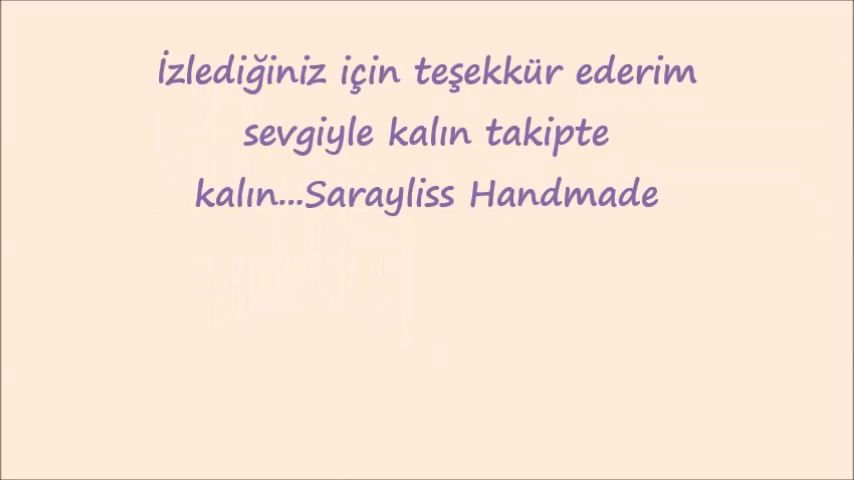 İzlediğiniz için teşekkür ederim
sevgiyle kalın takipte
kalın...Sarayliss Handmade